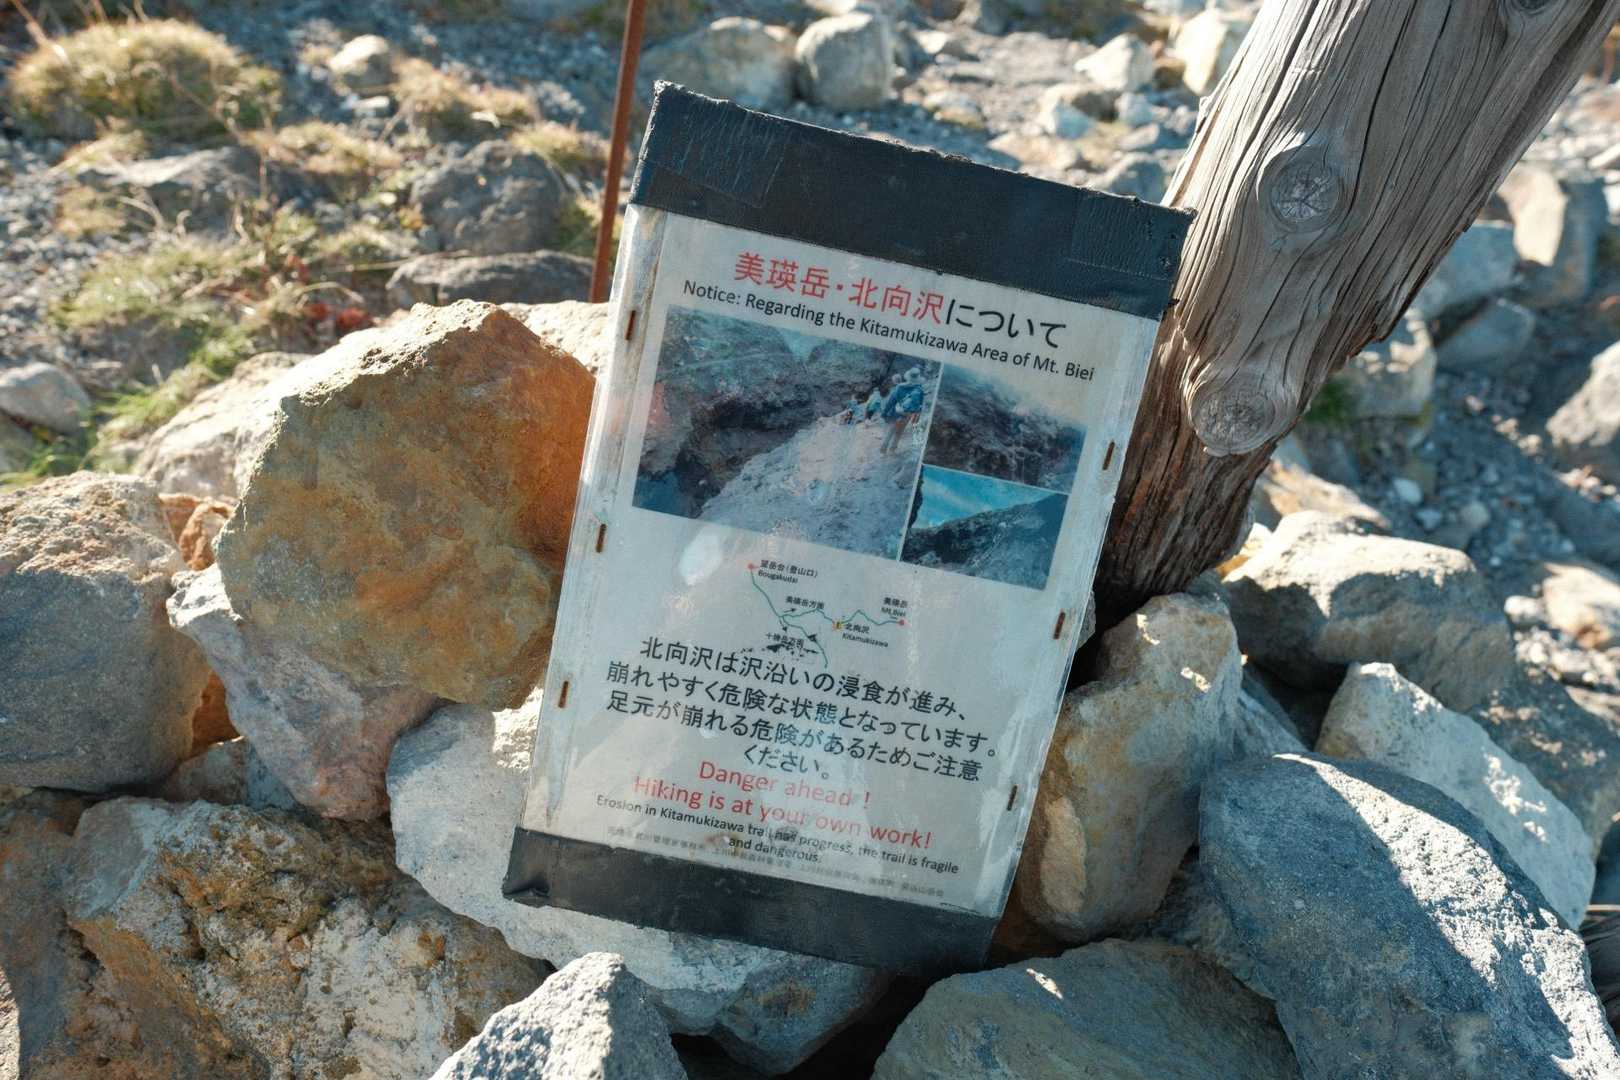 美瑛岳・北向沢について
Notice: Regarding the Kitamukizawa Area of Mt. Biei
望岳台（登山口）
Bougakudai
美瑛岳方面
美瑛岳
Mt.Biei
北向沢
Kitamukizawa
十勝岳方面
北向沢は沢沿いの浸食が進み、
崩れやすく危険な状態となっています。
足元が崩れる危険があるためご注意
ください。
Danger ahead！
Hiking is at your own work!
Erosion in Kitamukizawa trail has progress, the trail is fragile
and dangerous.